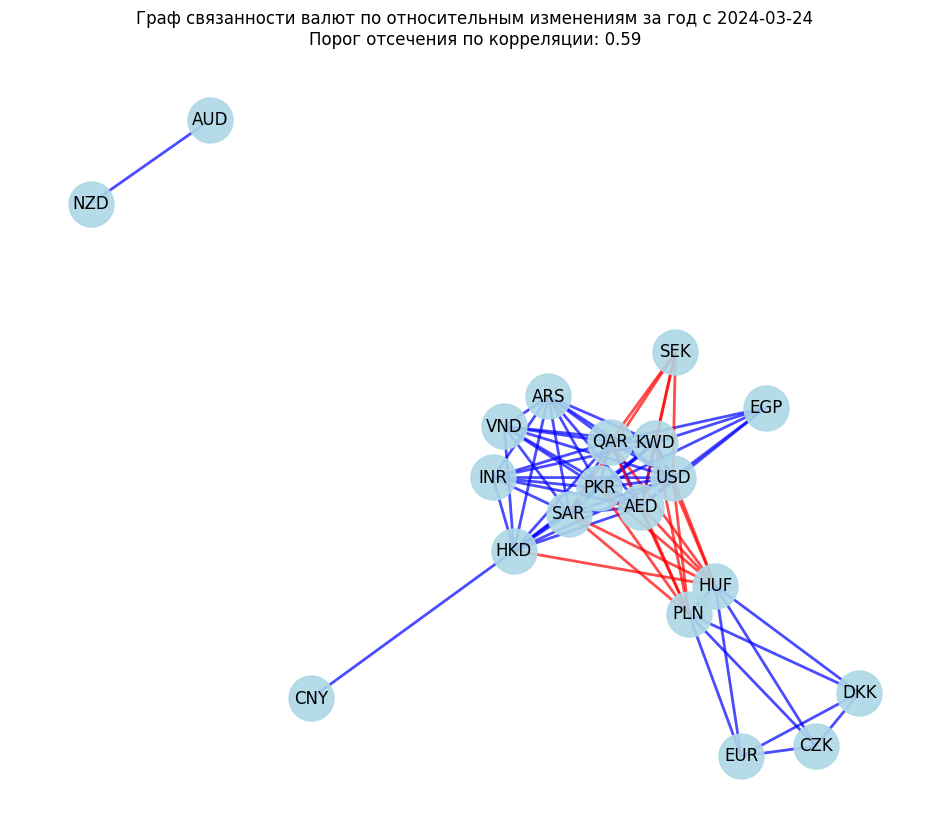 Граф связанности валют по относительным изменениям за год с 2024-03-24
Порог отсечения по корреляции: 0.59
AUD
NZD
SEK
ARS
EGP
VND
QAR
KWD
INR
PKR
USD
SAR
AED
HKD
HUF
PLN
CNY
DKK
EUR
CZK